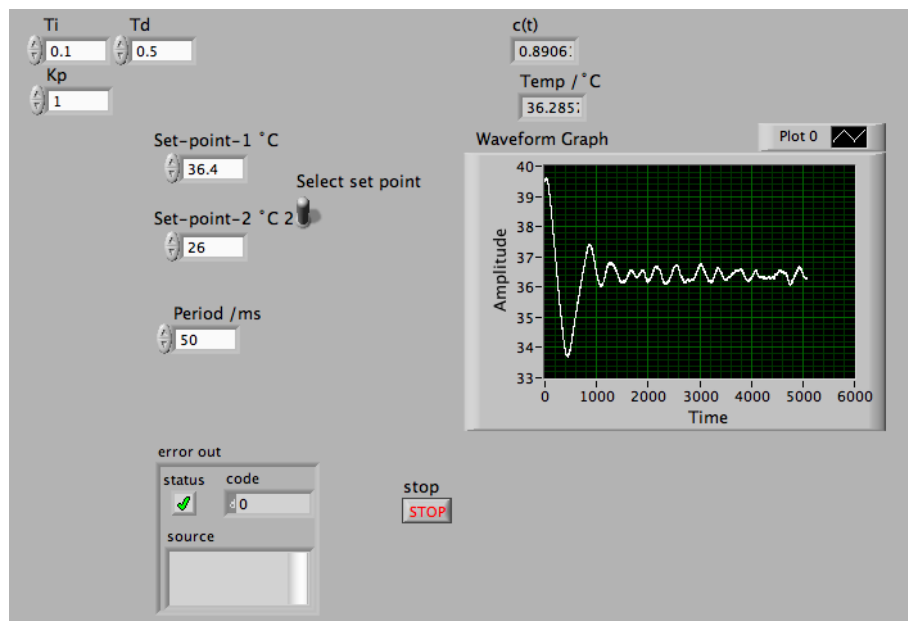 Ti Td
0.1 0.5
Kp
1
c(t)
0.8906:
Temp /˚C
36.285
Set-point-1 ˚C
36.4
Select set point
Set-point-2 ˚C 2
26
Period /ms
50
Waveform Graph Plot 0
40
39
38
37
36
35
34
33
Amplitude
0 1000 2000 3000 4000 5000 6000
Time
error out
status code
0
source
stop
STOP